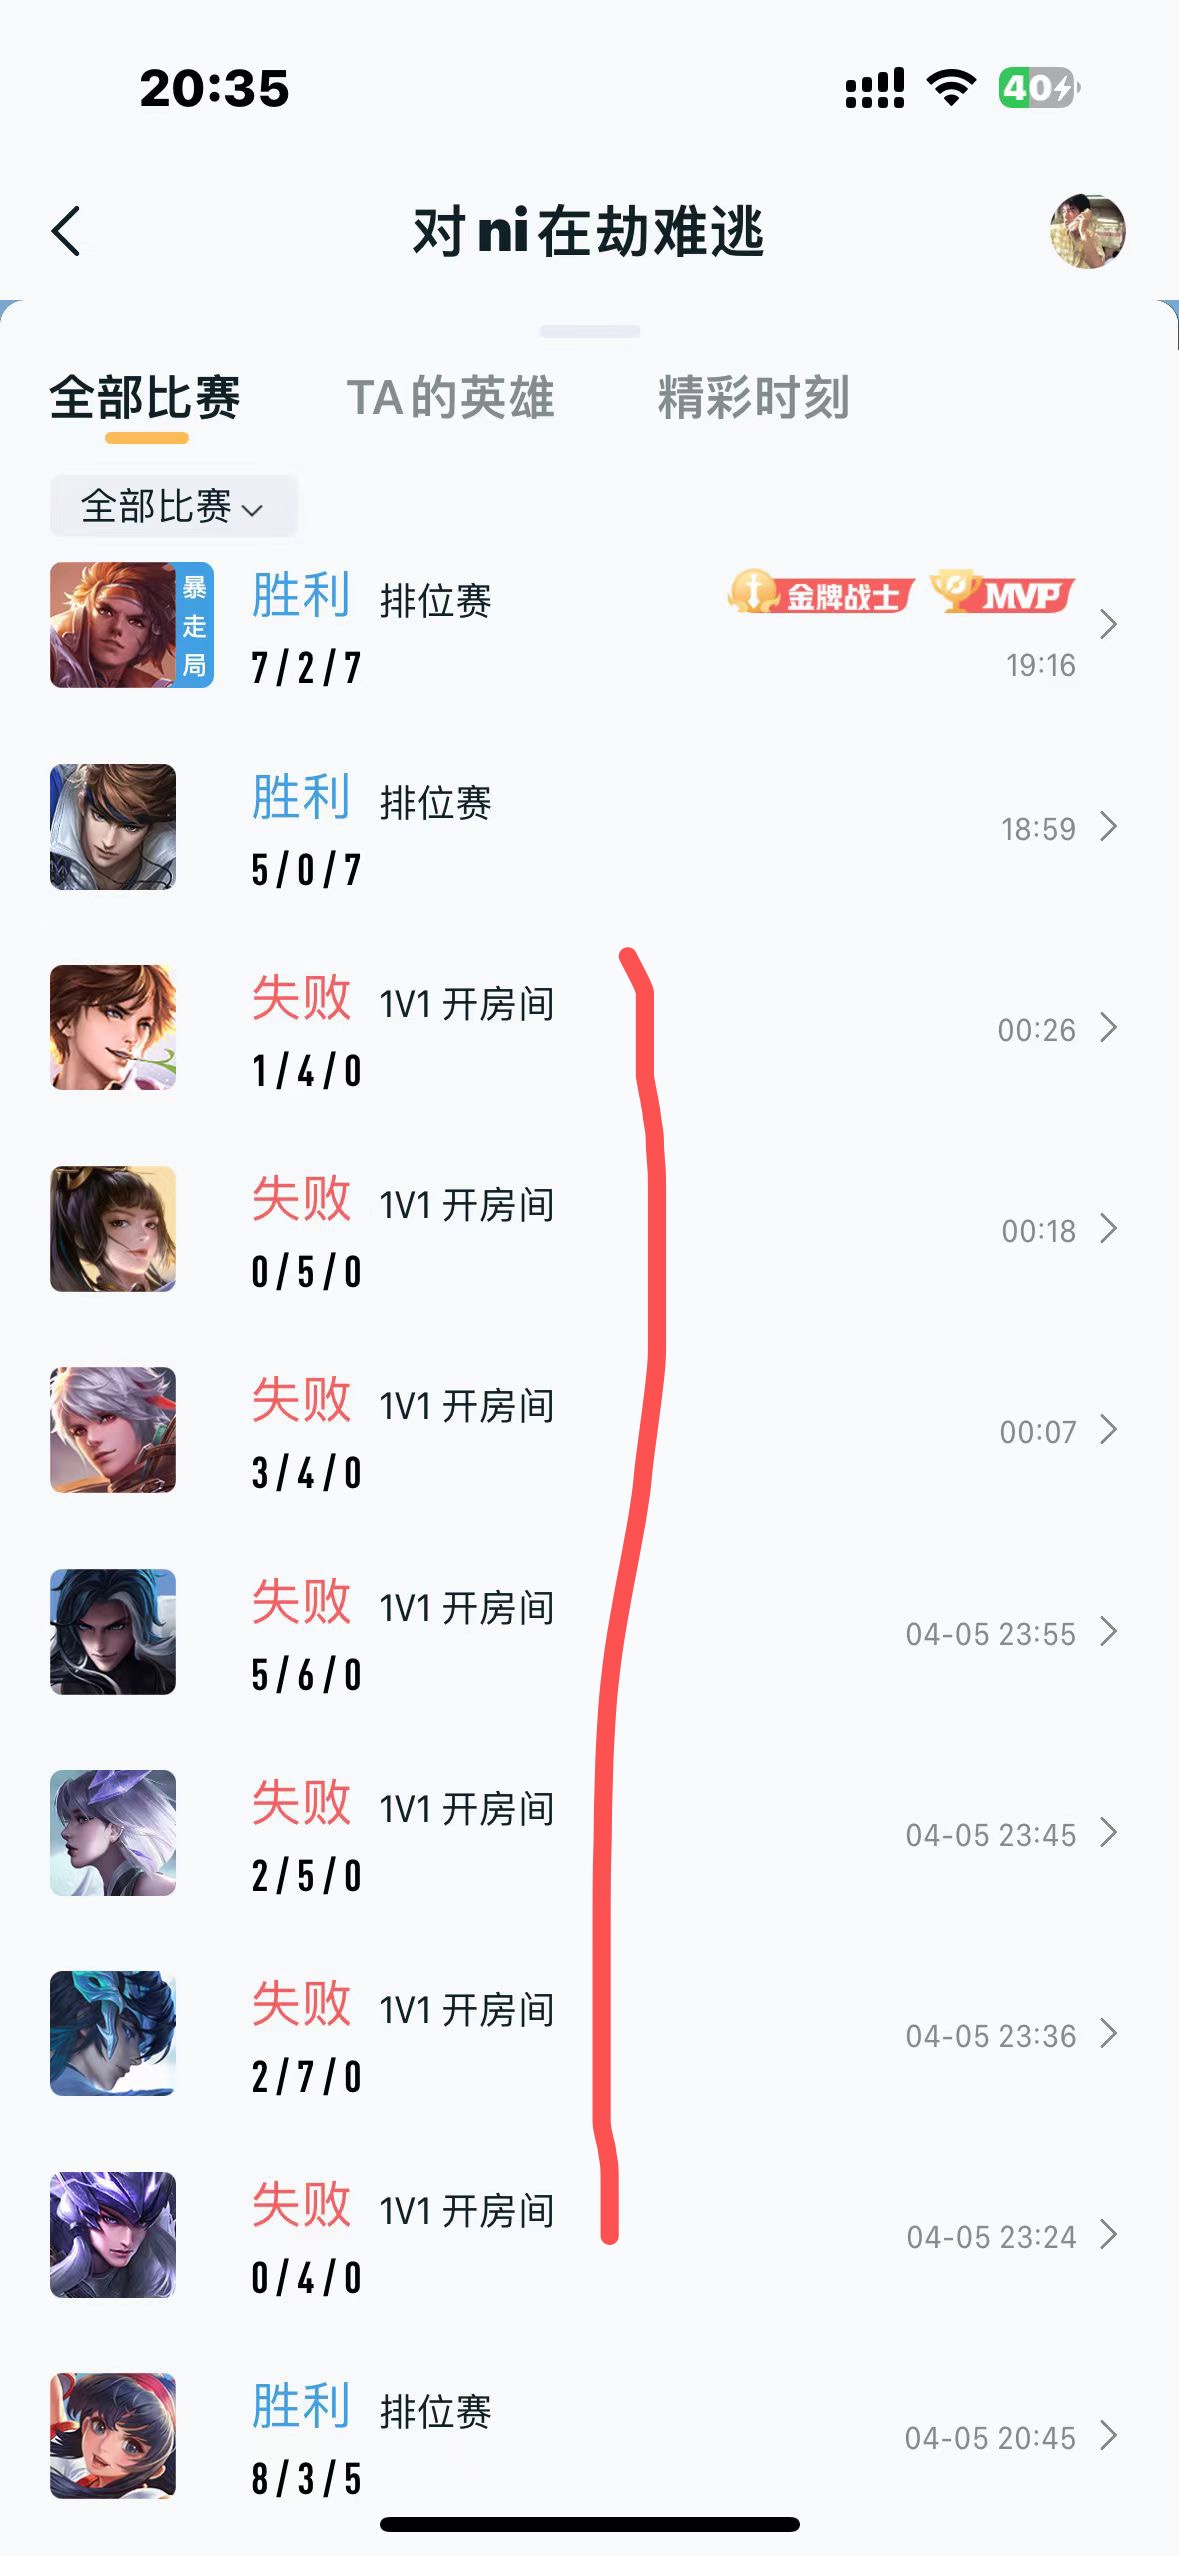 20:35
40
对ni在劫难逃
全部比赛 TA的英雄 精彩时刻
全部比赛
暴走局
胜利 排位赛 金牌战士 MVP
7/2/7 19:16
胜利 排位赛
5/0/7 18:59
失败 1V1 开房间
1/4/0 00:26
失败 1V1 开房间
0/5/0 00:18
失败 1V1 开房间
3/4/0 00:07
失败 1V1 开房间
5/6/0 04-05 23:55
失败 1V1 开房间
2/5/0 04-05 23:45
失败 1V1 开房间
2/7/0 04-05 23:36
失败 1V1 开房间
0/4/0 04-05 23:24
胜利 排位赛
8/3/5 04-05 20:45